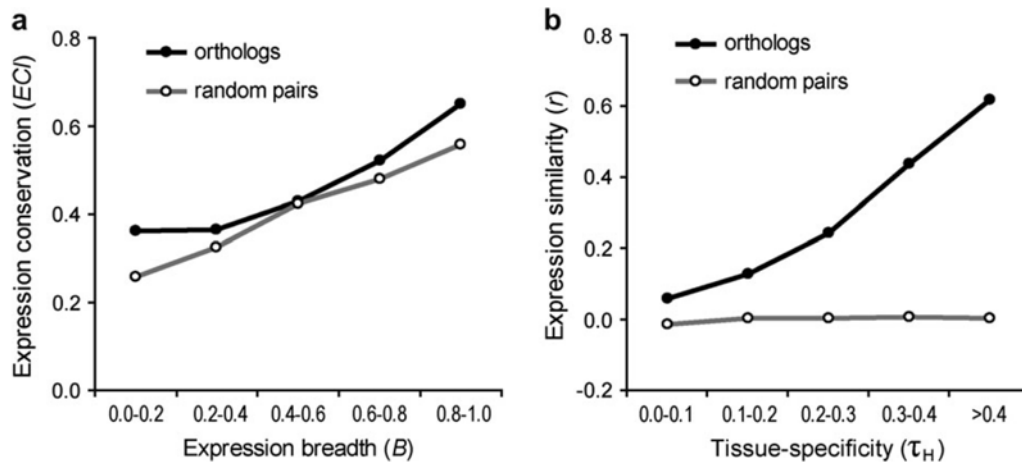 a
Expression conservation (ECI)
0.8
0.6
0.4
0.2
0.0
orthologs
random pairs
0.0-0.2 0.2-0.4 0.4-0.6 0.6-0.8 0.8-1.0
Expression breadth (B)
b
Expression similarity (r)
0.8
0.6
0.4
0.2
0.0
-0.2
orthologs
random pairs
0.0-0.1 0.1-0.2 0.2-0.3 0.3-0.4 >0.4
Tissue-specificity (τH)